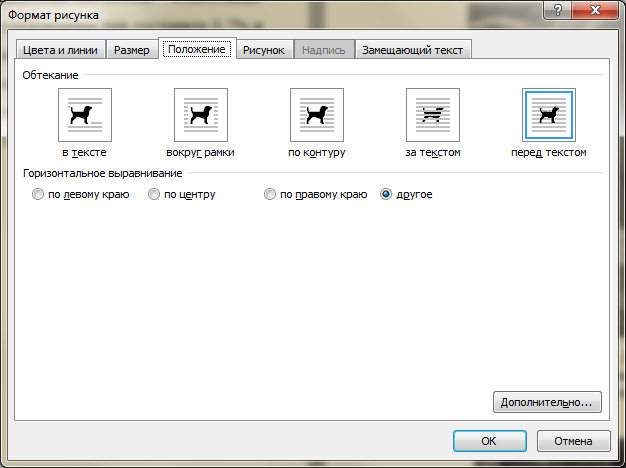 Формат рисунка
Цвета и линии Размер Положение Рисунок Надпись Замещающий текст
Обтекание
в тексте вокруг рамки по контуру за текстом перед текстом
Горизонтальное выравнивание
по левому краю по центру по правому краю другое
Дополнительно...
ОК Отмена